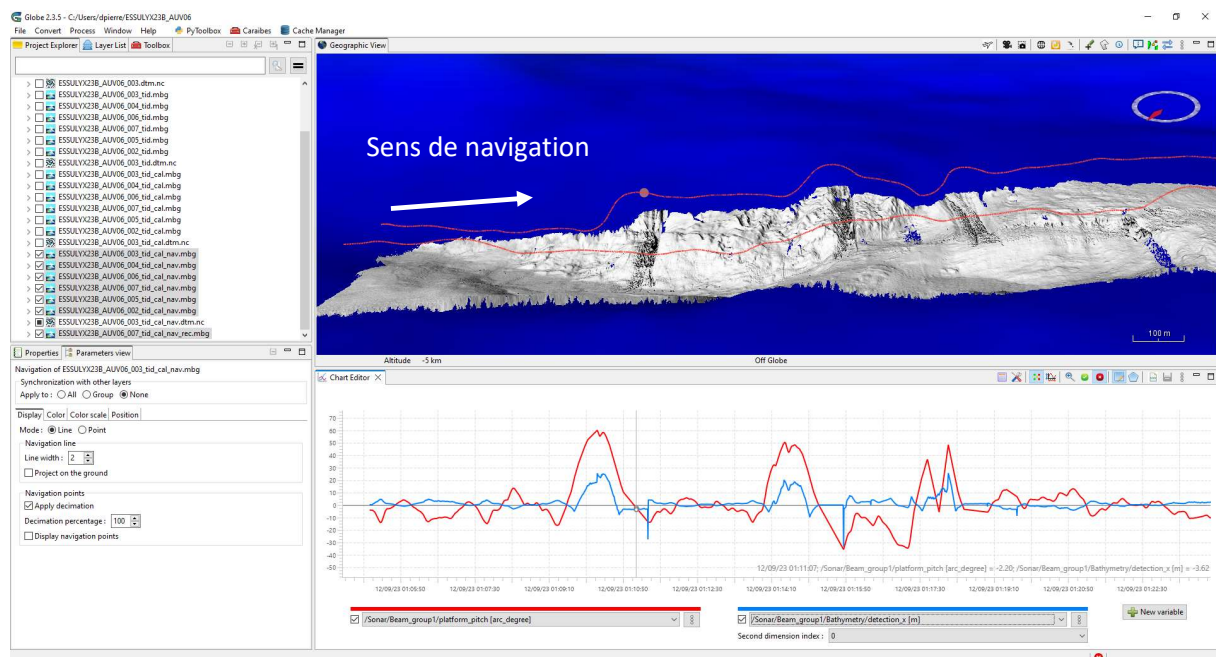 Globe 2.3.5 - C:/Users/dpierre/ESSULYX23B_AUV06
File Convert Process Window Help PyToolbox Caraibes Cache Manager
Project Explorer Layer List Toolbox
ESSULYX23B_AUV06_003.dtm.nc
ESSULYX23B_AUV06_003_tid.mbg
ESSULYX23B_AUV06_004_tid.mbg
ESSULYX23B_AUV06_006_tid.mbg
ESSULYX23B_AUV06_007_tid.mbg
ESSULYX23B_AUV06_005_tid.mbg
ESSULYX23B_AUV06_002_tid.mbg
ESSULYX23B_AUV06_003_tid.dtm.nc
ESSULYX23B_AUV06_003_tid_cal.mbg
ESSULYX23B_AUV06_004_tid_cal.mbg
ESSULYX23B_AUV06_006_tid_cal.mbg
ESSULYX23B_AUV06_007_tid_cal.mbg
ESSULYX23B_AUV06_005_tid_cal.mbg
ESSULYX23B_AUV06_002_tid_cal.mbg
ESSULYX23B_AUV06_003_tid_cal.dtm.nc
ESSULYX23B_AUV06_003_tid_cal_nav.mbg
ESSULYX23B_AUV06_004_tid_cal_nav.mbg
ESSULYX23B_AUV06_006_tid_cal_nav.mbg
ESSULYX23B_AUV06_007_tid_cal_nav.mbg
ESSULYX23B_AUV06_005_tid_cal_nav.mbg
ESSULYX23B_AUV06_002_tid_cal_nav.mbg
ESSULYX23B_AUV06_003_tid_cal_nav.dtm.nc
ESSULYX23B_AUV06_007_tid_cal_nav_rec.mbg
Properties Parameters view
Navigation of ESSULYX23B_AUV06_003_tid_cal_nav.mbg
Synchronization with other layers
Apply to : All Group None
Display Color Color scale Position
Mode : Line Point
Navigation line
Line width : 2
Project on the ground
Navigation points
Apply decimation
Decimation percentage : 100
Display navigation points
Geographic View
Sens de navigation
100 m
Altitude -5 km Off Globe
Chart Editor
70
60
50
40
30
20
10
0
-10
-20
-30
-40
-50
12/09/23 01:11:07; /Sonar/Beam_group1/platform_pitch [arc_degree] = -2.20; /Sonar/Beam_group1/Bathymetry/detection_x [m] = -3.62
12/09/23 01:05:50 12/09/23 01:07:30 12/09/23 01:09:10 12/09/23 01:10:50 12/09/23 01:12:30 12/09/23 01:14:10 12/09/23 01:15:50 12/09/23 01:17:30 12/09/23 01:19:10 12/09/23 01:20:50 12/09/23 01:22:30
/Sonar/Beam_group1/platform_pitch [arc_degree]
/Sonar/Beam_group1/Bathymetry/detection_x [m]
Second dimension index : 0
New variable